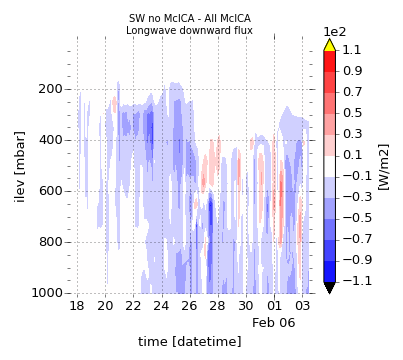 SW no McICA - All McICA
Longwave downward flux
1e2
1.1
0.9
0.7
0.5
0.3
0.1
−0.1
−0.3
−0.5
−0.7
−0.9
−1.1
[W/m2]
ilev [mbar]
200
400
600
800
1000
18 20 22 24 26 28 30 01 03
Feb 06
time [datetime]